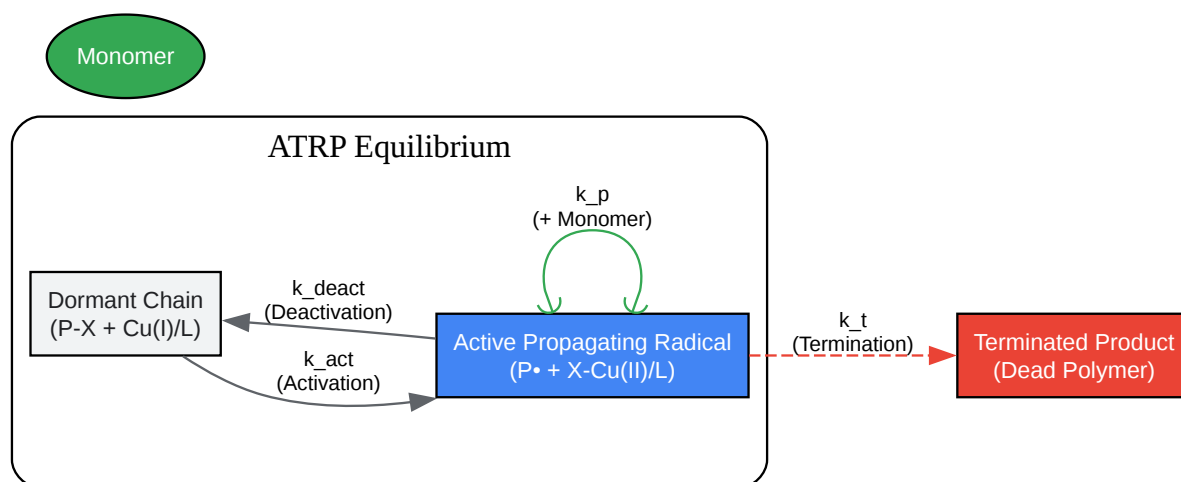 Monomer
ATRP Equilibrium
k_p
(+ Monomer)
Dormant Chain
(P-X + Cu(I)/L)
k_deact
(Deactivation)
k_act
(Activation)
Active Propagating Radical
(P• + X-Cu(II)/L)
k_t
(Termination)
Terminated Product
(Dead Polymer)